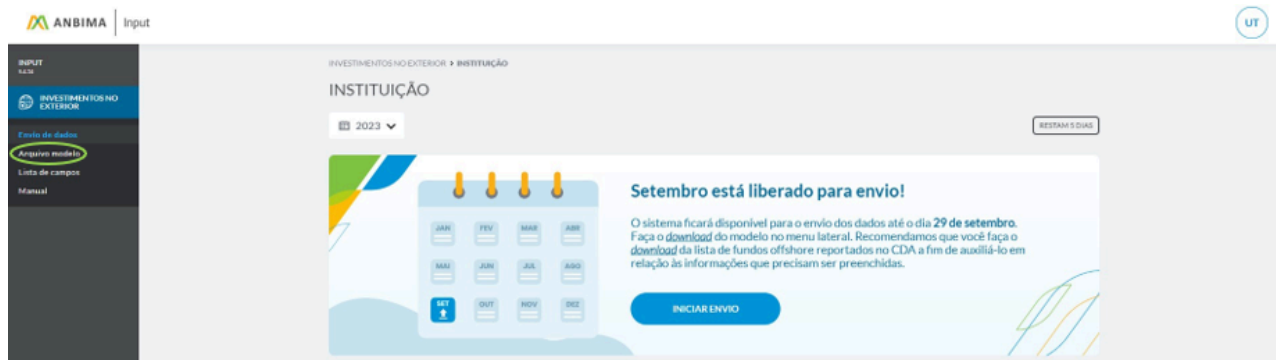 ANBIMA Input
UT
INPUT
INVESTIMENTOS NO
EXTERIOR
Envio de dados
Arquivo modelo
Lista de campos
Manual
INVESTIMENTOS NO EXTERIOR > INSTITUIÇÃO
INSTITUIÇÃO
2023
RESTAM 5 DIAS
JAN FEV MAR ABR
MAI JUN JUL AGO
SET OUT NOV DEZ
Setembro está liberado para envio!
O sistema ficará disponível para o envio dos dados até o dia 29 de setembro.
Faça o download do modelo no menu lateral. Recomendamos que você faça o
download da lista de fundos offshore reportados no CDA a fim de auxiliá-lo em
relação às informações que precisam ser preenchidas.
INICIAR ENVIO